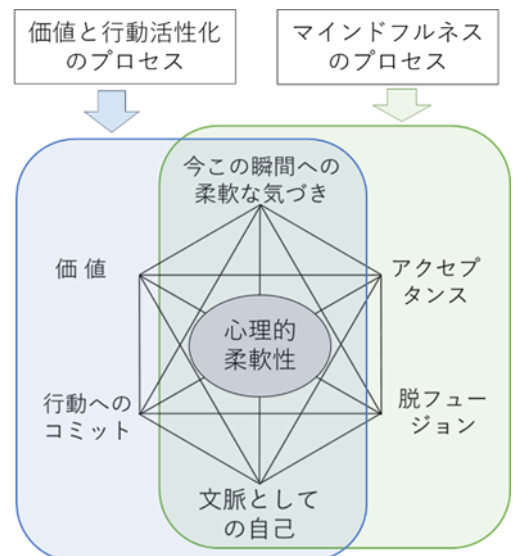 価値と行動活性化
のプロセス
マインドフルネス
のプロセス
今この瞬間への
柔軟な気づき
価 値
アクセプ
タンス
心理的
柔軟性
行動への
コミット
脱フュー
ジョン
文脈として
の自己